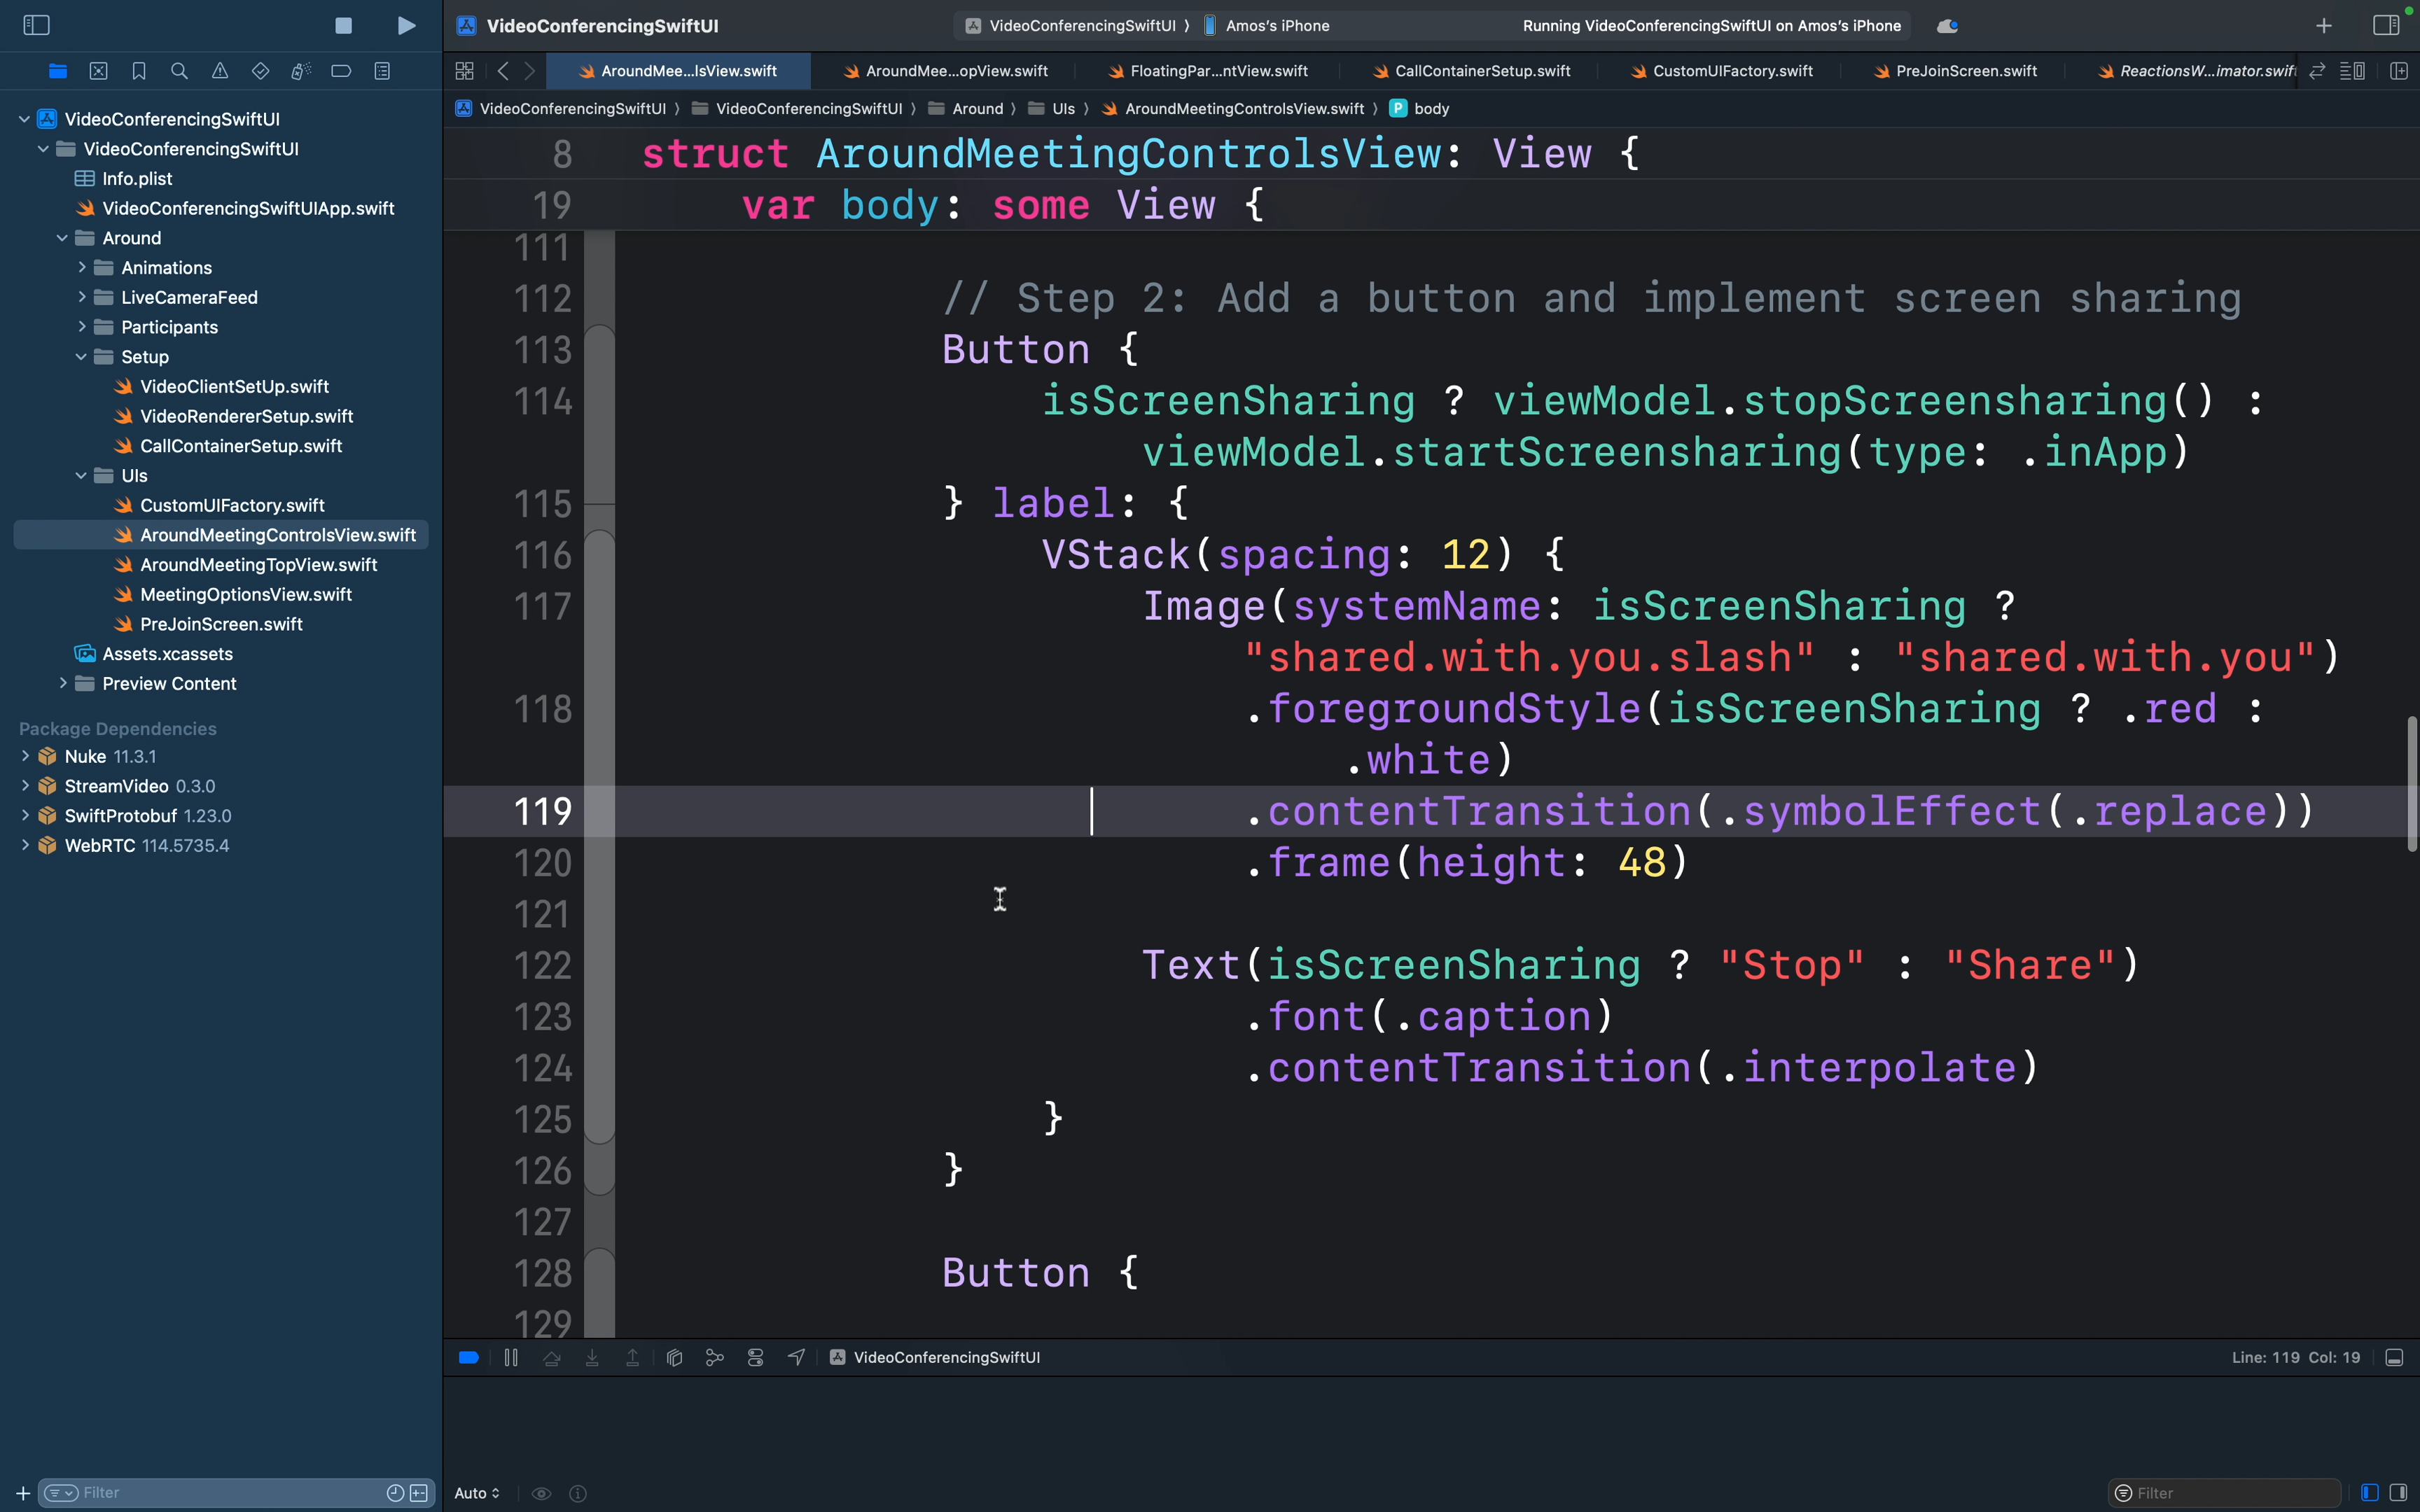 VideoConferencingSwiftUI
VideoConferencingSwiftUI 〉 Amos's iPhone
Running VideoConferencingSwiftUI on Amos's iPhone
AroundMee...lsView.swift
AroundMee...opView.swift
FloatingPar...ntView.swift
CallContainerSetup.swift
CustomUIFactory.swift
PreJoinScreen.swift
ReactionsW...imator.swift
VideoConferencingSwiftUI 〉 VideoConferencingSwiftUI 〉 Around 〉 UIs 〉 AroundMeetingControlsView.swift 〉 P body
VideoConferencingSwiftUI
VideoConferencingSwiftUI
Info.plist
VideoConferencingSwiftUIApp.swift
Around
Animations
LiveCameraFeed
Participants
Setup
VideoClientSetUp.swift
VideoRendererSetup.swift
CallContainerSetup.swift
UIs
CustomUIFactory.swift
AroundMeetingControlsView.swift
AroundMeetingTopView.swift
MeetingOptionsView.swift
PreJoinScreen.swift
Assets.xcassets
Preview Content
Package Dependencies
Nuke 11.3.1
StreamVideo 0.3.0
SwiftProtobuf 1.23.0
WebRTC 114.5735.4
Filter
8 struct AroundMeetingControlsView: View {
19 var body: some View {
111
112 // Step 2: Add a button and implement screen sharing
113 Button {
114 isScreenSharing ? viewModel.stopScreensharing() :
viewModel.startScreensharing(type: .inApp)
115 } label: {
116 VStack(spacing: 12) {
117 Image(systemName: isScreenSharing ?
"shared.with.you.slash" : "shared.with.you")
118 .foregroundStyle(isScreenSharing ? .red :
.white)
119 .contentTransition(.symbolEffect(.replace))
120 .frame(height: 48)
121
122 Text(isScreenSharing ? "Stop" : "Share")
123 .font(.caption)
124 .contentTransition(.interpolate)
125 }
126 }
127
128 Button {
129
VideoConferencingSwiftUI
Line: 119 Col: 19
Auto
Filter